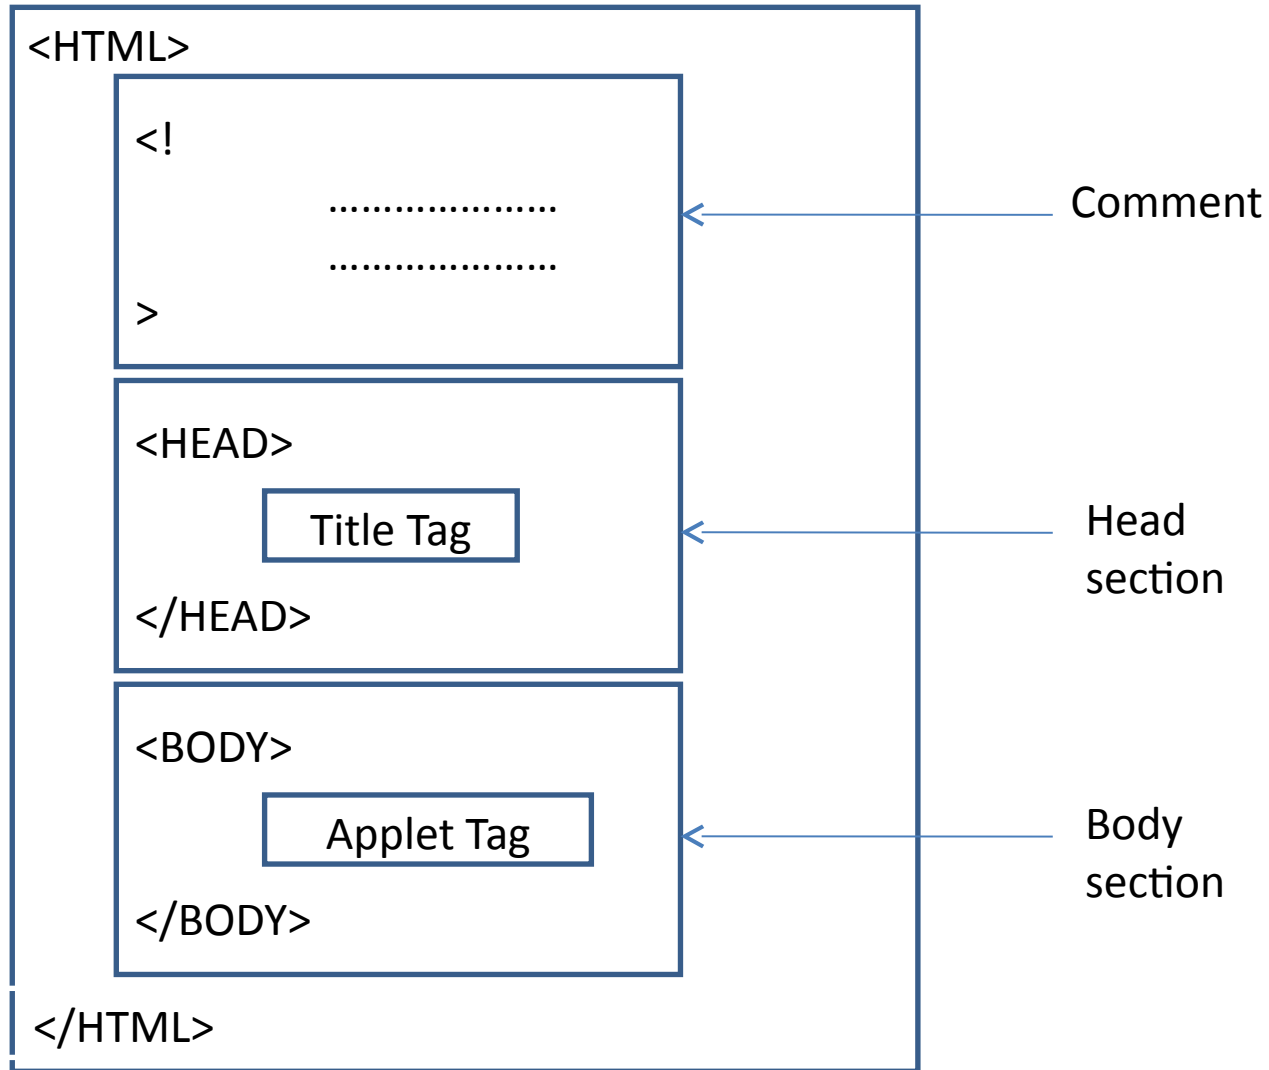 <HTML>
<!
.....................
.....................
>
Comment
<HEAD>
Title Tag
</HEAD>
Head
section
<BODY>
Applet Tag
</BODY>
Body
section
</HTML>